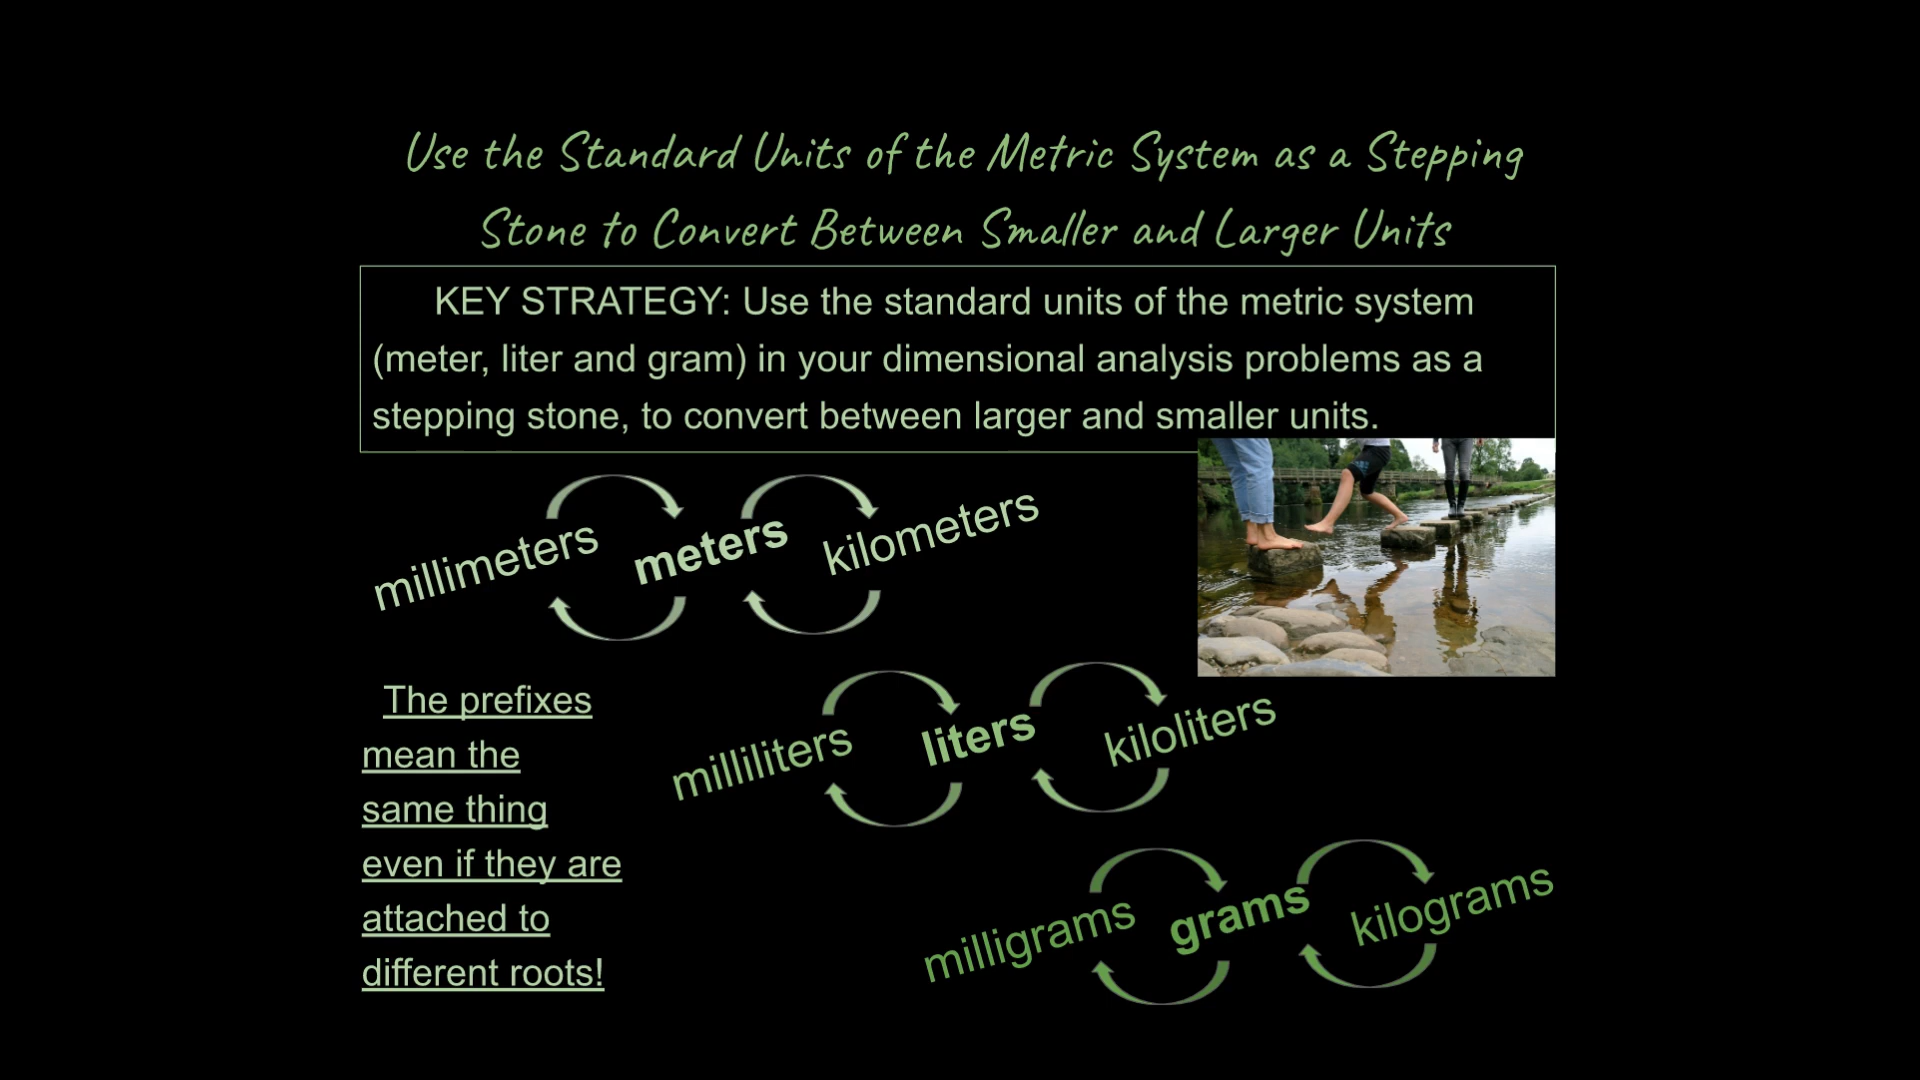 Use the Standard Units of the Metric System as a Stepping
Stone to Convert Between Smaller and Larger Units
KEY STRATEGY: Use the standard units of the metric system
(meter, liter and gram) in your dimensional analysis problems as a
stepping stone, to convert between larger and smaller units.
millimeters meters kilometers
The prefixes
mean the
same thing
even if they are
attached to
different roots!
milliliters liters kiloliters
milligrams grams kilograms